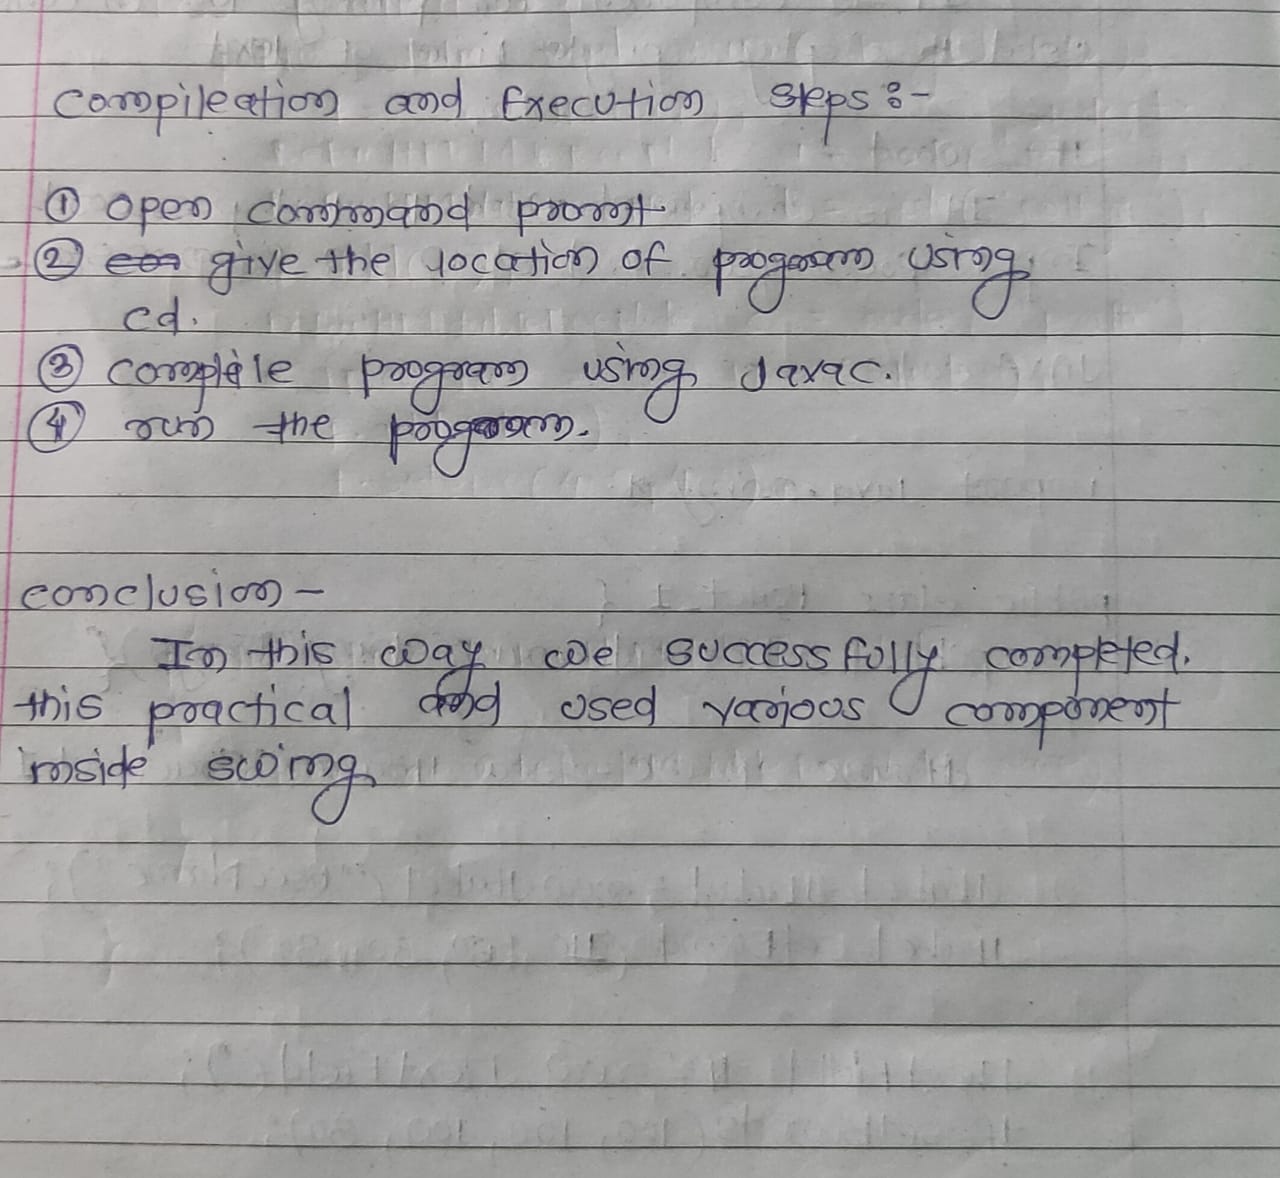 Compileation and Execution steps :-
① open command promt
② give the location of program using
cd.
③ compile program using Javac.
④ run the program.
conclusion -
In this way we successfully completed.
this practical and used various component
inside swing